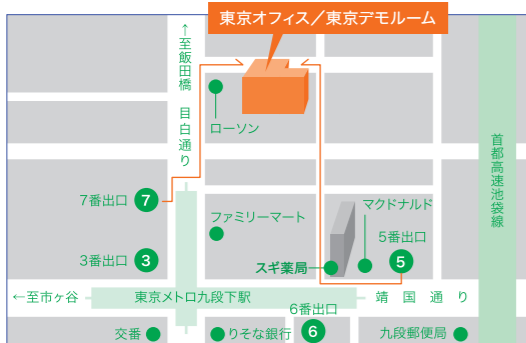 東京オフィス／東京デモルーム
↑至飯田橋
目白通り
ローソン
首都高速池袋線
7番出口 7
ファミリーマート
マクドナルド
5番出口
5
3番出口 3
スギ薬局
←至市ヶ谷
東京メトロ九段下駅
靖国通り
6番出口
6
交番
りそな銀行
九段郵便局